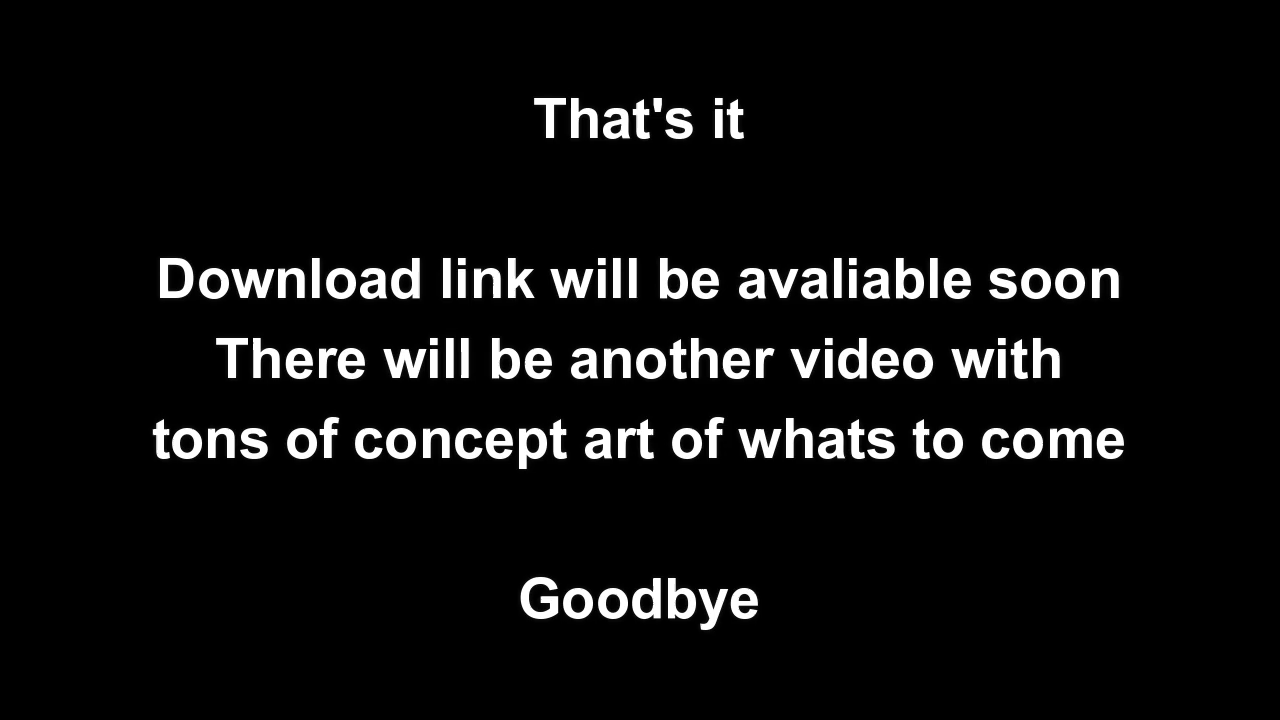 That's it
Download link will be avaliable soon
There will be another video with
tons of concept art of whats to come
Goodbye